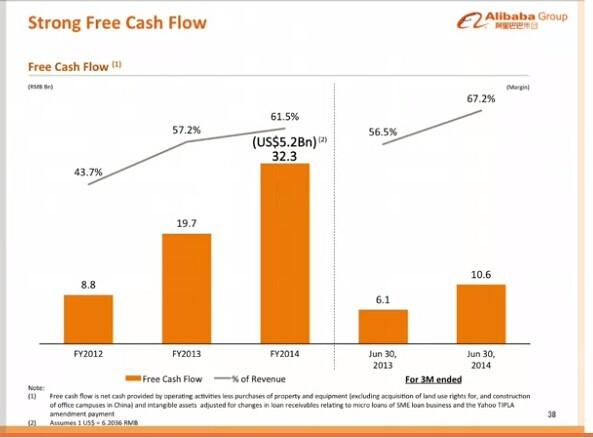 Strong Free Cash Flow
Alibaba Group
阿里巴巴集团
Free Cash Flow (1)
(RMB Bn)
(Margin)
67.2%
61.5%
57.2%
56.5%
(US$5.2Bn) (2)
43.7%
32.3
19.7
8.8
10.6
6.1
FY2012
FY2013
FY2014
Jun 30,
2013
Jun 30,
2014
Free Cash Flow
% of Revenue
For 3M ended
Note:
(1) Free cash flow is net cash provided by operating activities less purchases of property and equipment (excluding acquisition of land use rights for, and construction
of office campuses in China) and intangible assets adjusted for changes in loan receivables relating to micro loans of SME loan business and the Yahoo TIPLA
amendment payment
(2) Assumes 1 US$ = 6.2036 RMB
38